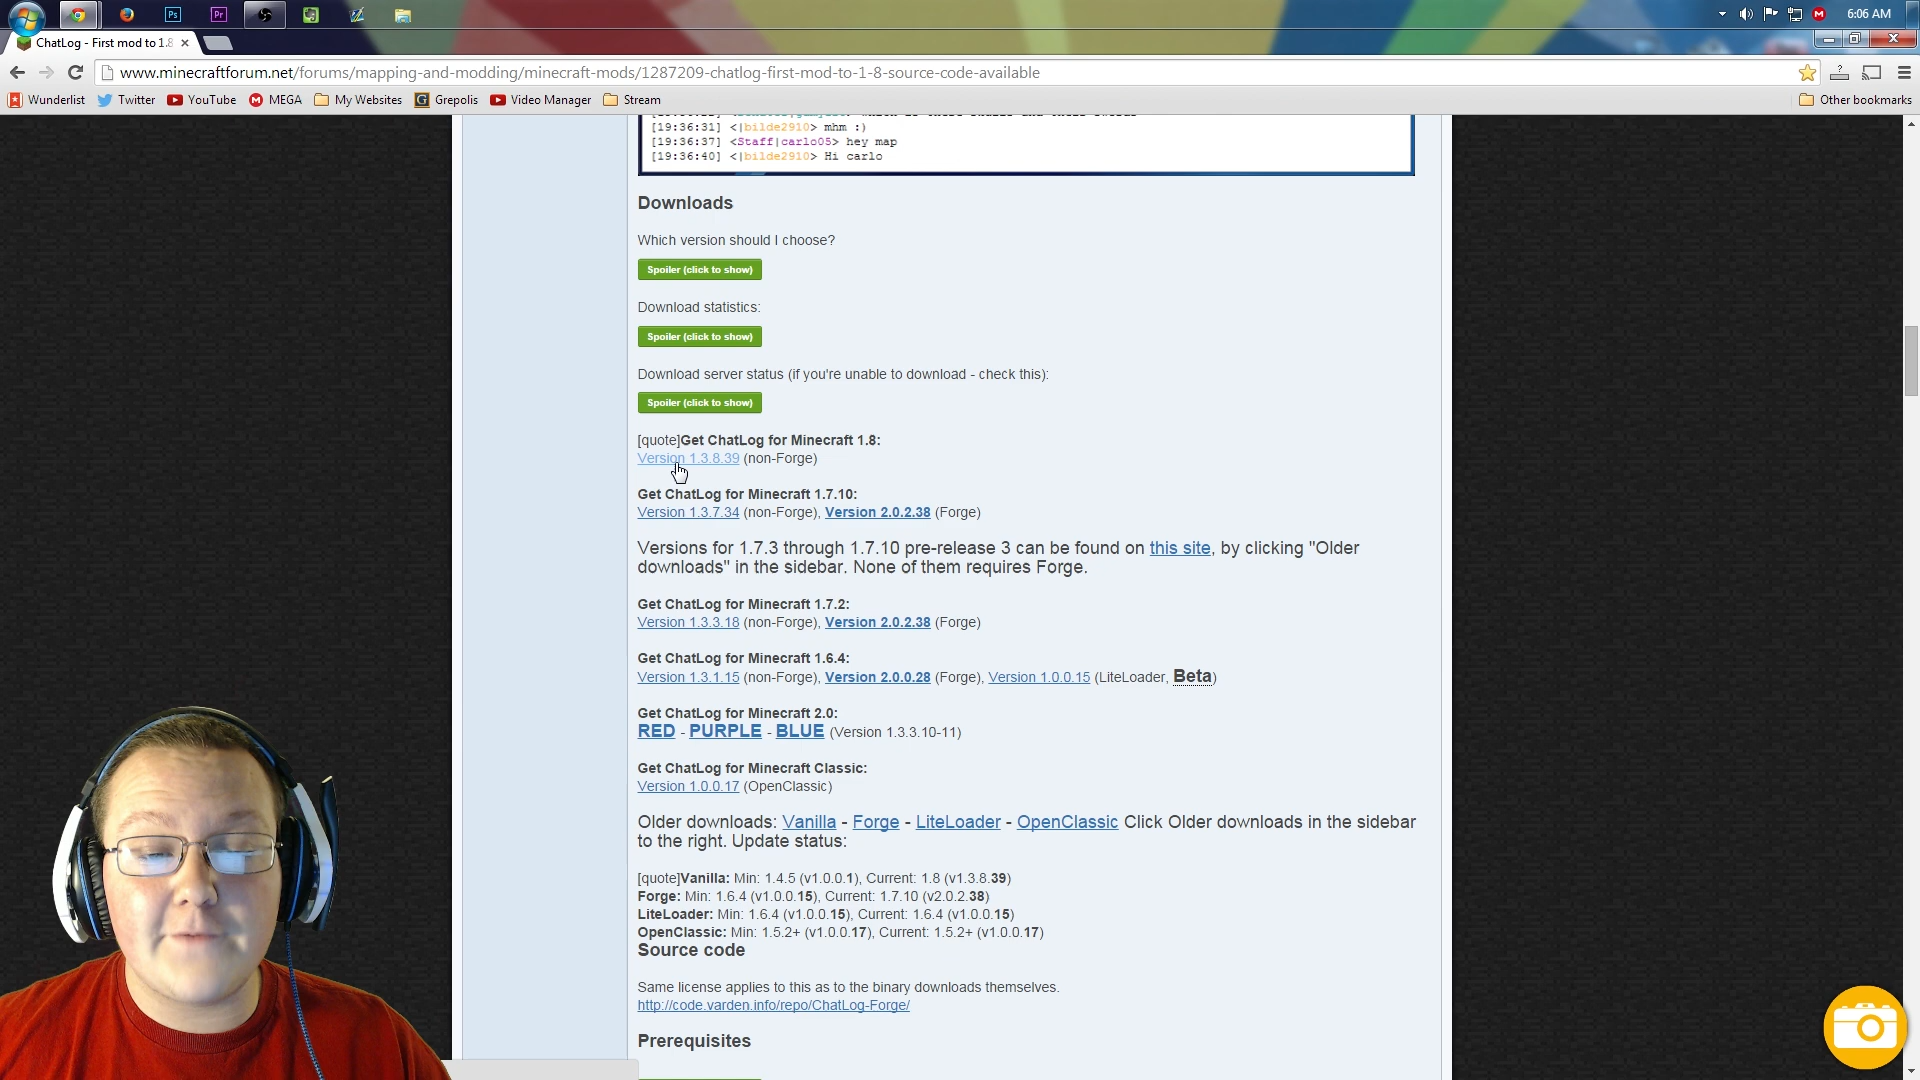 Ps
Pr
6:06 AM
ChatLog - First mod to 1.8
www.minecraftforum.net/forums/mapping-and-modding/minecraft-mods/1287209-chatlog-first-mod-to-1-8-source-code-available
Wunderlist Twitter YouTube MEGA My Websites Grepolis Video Manager Stream Other bookmarks
[19:36:31] <|bilde2910> mhm :)
[19:36:37] <Staff|carlo05> hey map
[19:36:40] <|bilde2910> Hi carlo
Downloads
Which version should I choose?
Spoiler (click to show)
Download statistics:
Spoiler (click to show)
Download server status (if you're unable to download - check this):
Spoiler (click to show)
[quote]Get ChatLog for Minecraft 1.8:
Version 1.3.8.39 (non-Forge)
Get ChatLog for Minecraft 1.7.10:
Version 1.3.7.34 (non-Forge), Version 2.0.2.38 (Forge)
Versions for 1.7.3 through 1.7.10 pre-release 3 can be found on this site, by clicking "Older
downloads" in the sidebar. None of them requires Forge.
Get ChatLog for Minecraft 1.7.2:
Version 1.3.3.18 (non-Forge), Version 2.0.2.38 (Forge)
Get ChatLog for Minecraft 1.6.4:
Version 1.3.1.15 (non-Forge), Version 2.0.0.28 (Forge), Version 1.0.0.15 (LiteLoader, Beta)
Get ChatLog for Minecraft 2.0:
RED - PURPLE - BLUE (Version 1.3.3.10-11)
Get ChatLog for Minecraft Classic:
Version 1.0.0.17 (OpenClassic)
Older downloads: Vanilla - Forge - LiteLoader - OpenClassic Click Older downloads in the sidebar
to the right. Update status:
[quote]Vanilla: Min: 1.4.5 (v1.0.0.1), Current: 1.8 (v1.3.8.39)
Forge: Min: 1.6.4 (v1.0.0.15), Current: 1.7.10 (v2.0.2.38)
LiteLoader: Min: 1.6.4 (v1.0.0.15), Current: 1.6.4 (v1.0.0.15)
OpenClassic: Min: 1.5.2+ (v1.0.0.17), Current: 1.5.2+ (v1.0.0.17)
Source code
Same license applies to this as to the binary downloads themselves.
http://code.varden.info/repo/ChatLog-Forge/
Prerequisites